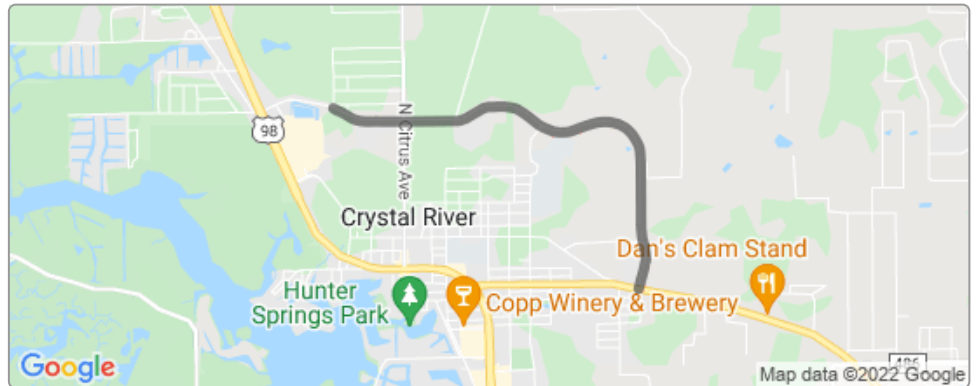 98
N Citrus Ave
Crystal River
Dan's Clam Stand
Hunter
Springs Park
Copp Winery & Brewery
486
Google
Map data ©2022 Google